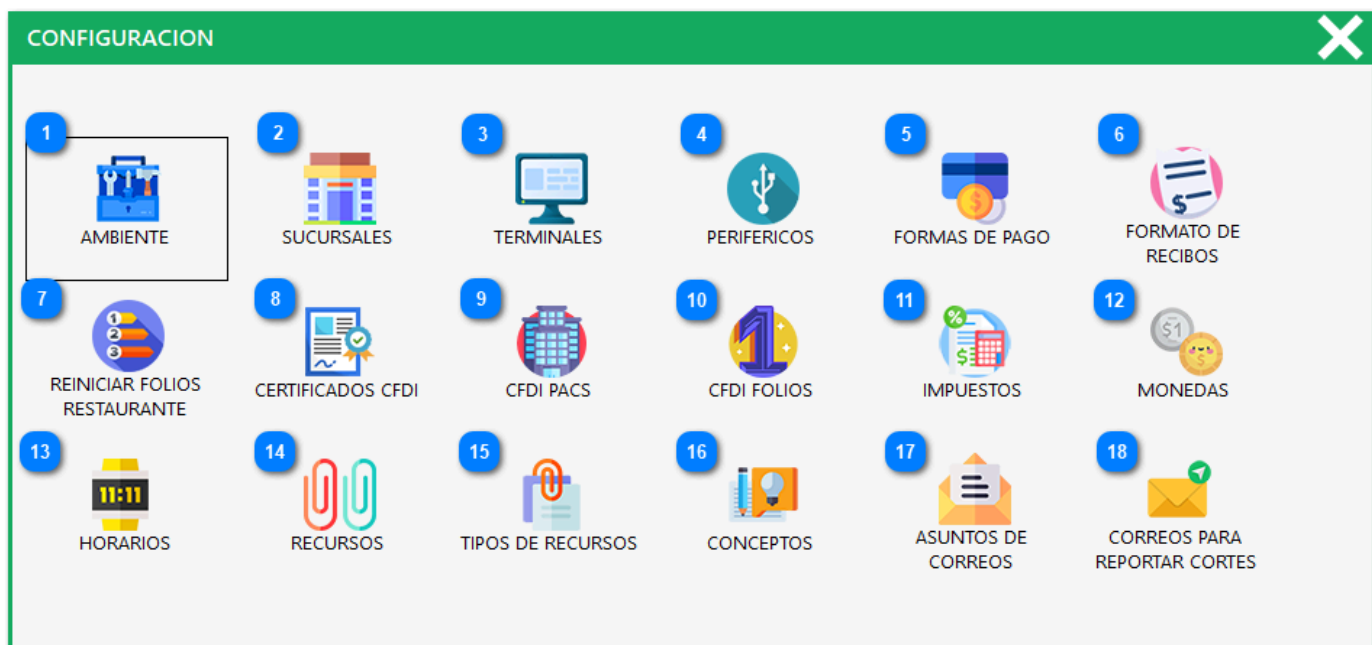 CONFIGURACION
1 2 3 4 5 6
AMBIENTE SUCURSALES TERMINALES PERIFERICOS FORMAS DE PAGO FORMATO DE
RECIBOS
7 8 9 10 11 12
REINICIAR FOLIOS
RESTAURANTE CERTIFICADOS CFDI CFDI PACS CFDI FOLIOS IMPUESTOS MONEDAS
13 14 15 16 17 18
11:11
HORARIOS RECURSOS TIPOS DE RECURSOS CONCEPTOS ASUNTOS DE
CORREOS CORREOS PARA
REPORTAR CORTES